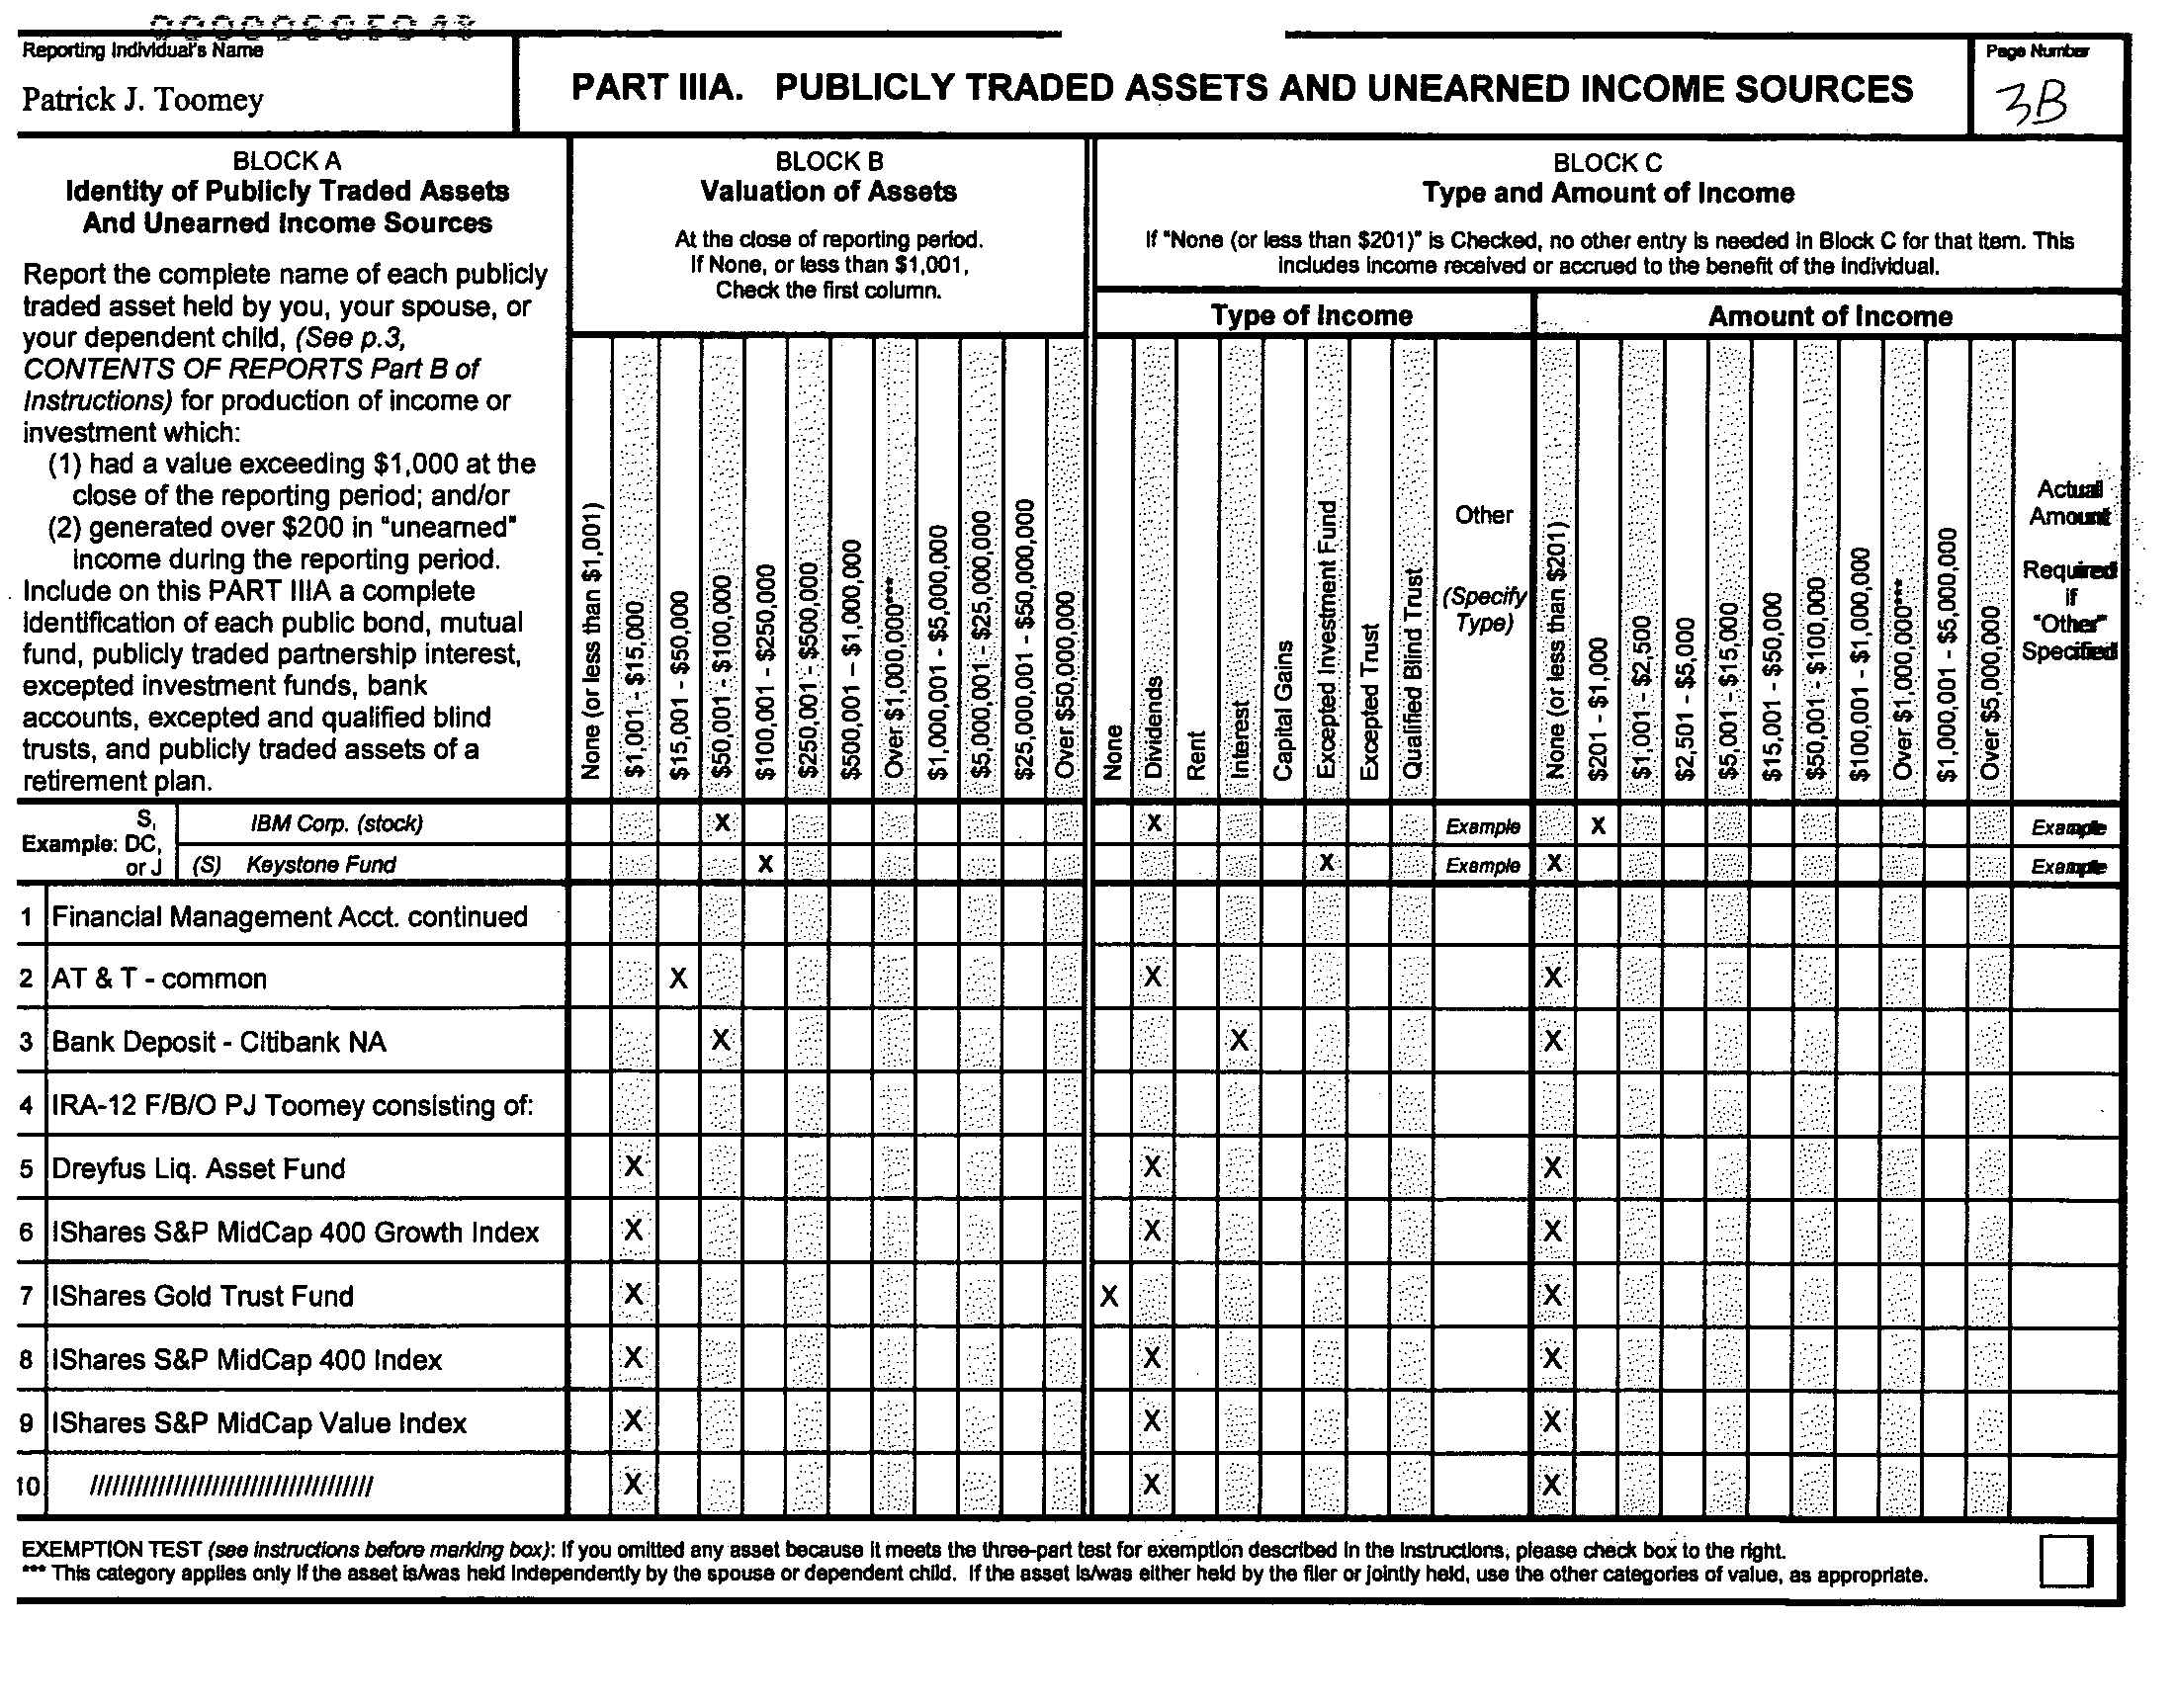 Reporting Individual's Name
Patrick J. Toomey
PART IIIA. PUBLICLY TRADED ASSETS AND UNEARNED INCOME SOURCES
Page Number
3B
BLOCK A
Identity of Publicly Traded Assets
And Unearned Income Sources
Report the complete name of each publicly
traded asset held by you, your spouse, or
your dependent child, (See p.3,
CONTENTS OF REPORTS Part B of
Instructions) for production of income or
investment which:
(1) had a value exceeding $1,000 at the
close of the reporting period; and/or
(2) generated over $200 in "unearned"
income during the reporting period.
Include on this PART IIIA a complete
identification of each public bond, mutual
fund, publicly traded partnership interest,
excepted investment funds, bank
accounts, excepted and qualified blind
trusts, and publicly traded assets of a
retirement plan.
BLOCK B
Valuation of Assets
At the close of reporting period.
If None, or less than $1,001,
Check the first column.
None (or less than $1,001)
$1,001 - $15,000
$15,001 - $50,000
$50,001 - $100,000
$100,001 - $250,000
$250,001 - $500,000
$500,001 – $1,000,000
Over $1,000,000***
$1,000,001 - $5,000,000
$5,000,001 - $25,000,000
$25,000,001 - $50,000,000
Over $50,000,000
BLOCK C
Type and Amount of Income
If "None (or less than $201)" is Checked, no other entry is needed in Block C for that item. This
includes income received or accrued to the benefit of the individual.
Type of Income
None
Dividends
Rent
Interest
Capital Gains
Excepted Investment Fund
Excepted Trust
Qualified Blind Trust
Other
(Specify
Type)
Amount of Income
None (or less than $201)
$201 - $1,000
$1,001 - $2,500
$2,501 - $5,000
$5,001 - $15,000
$15,001 - $50,000
$50,001 - $100,000
$100,001 - $1,000,000
Over $1,000,000***
$1,000,001 - $5,000,000
Over $5,000,000
Actual
Amount
Required
if
"Other"
Specified
Example: S, DC, or J
IBM Corp. (stock) X X Example X Example
(S) Keystone Fund X X Example X Example
1 Financial Management Acct. continued
2 AT & T - common X X X
3 Bank Deposit - Citibank NA X X X
4 IRA-12 F/B/O PJ Toomey consisting of:
5 Dreyfus Liq. Asset Fund X X X
6 IShares S&P MidCap 400 Growth Index X X X
7 IShares Gold Trust Fund X X X
8 IShares S&P MidCap 400 Index X X X
9 IShares S&P MidCap Value Index X X X
10 ////////////////////////////////////// X X X
EXEMPTION TEST (see instructions before marking box): If you omitted any asset because it meets the three-part test for exemption described in the instructions, please check box to the right.
*** This category applies only if the asset is/was held independently by the spouse or dependent child. If the asset is/was either held by the filer or jointly held, use the other categories of value, as appropriate.